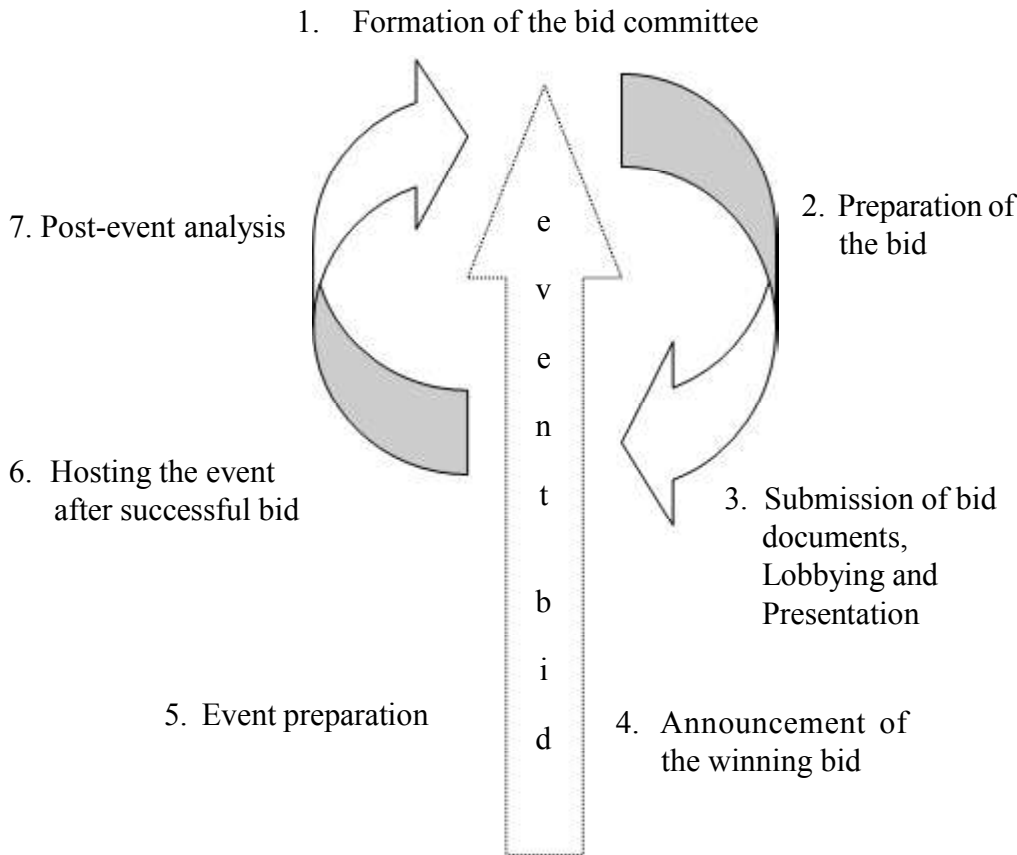 1. Formation of the bid committee
2. Preparation of
the bid
3. Submission of bid
documents,
Lobbying and
Presentation
4. Announcement of
the winning bid
5. Event preparation
6. Hosting the event
after successful bid
7. Post-event analysis
e
v
e
n
t
b
i
d